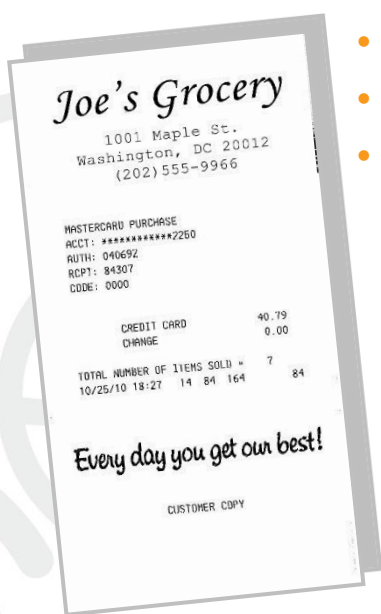 Joe's Grocery
1001 Maple St.
Washington, DC 20012
(202)555-9966
MASTERCARD PURCHASE
ACCT: ************2250
AUTH: 040692
RCPT: 84307
CODE: 0000
CREDIT CARD 40.79
CHANGE 0.00
TOTAL NUMBER OF ITEMS SOLD = 7
10/25/10 18:27 14 84 164 84
Every day you get our best!
CUSTOMER COPY